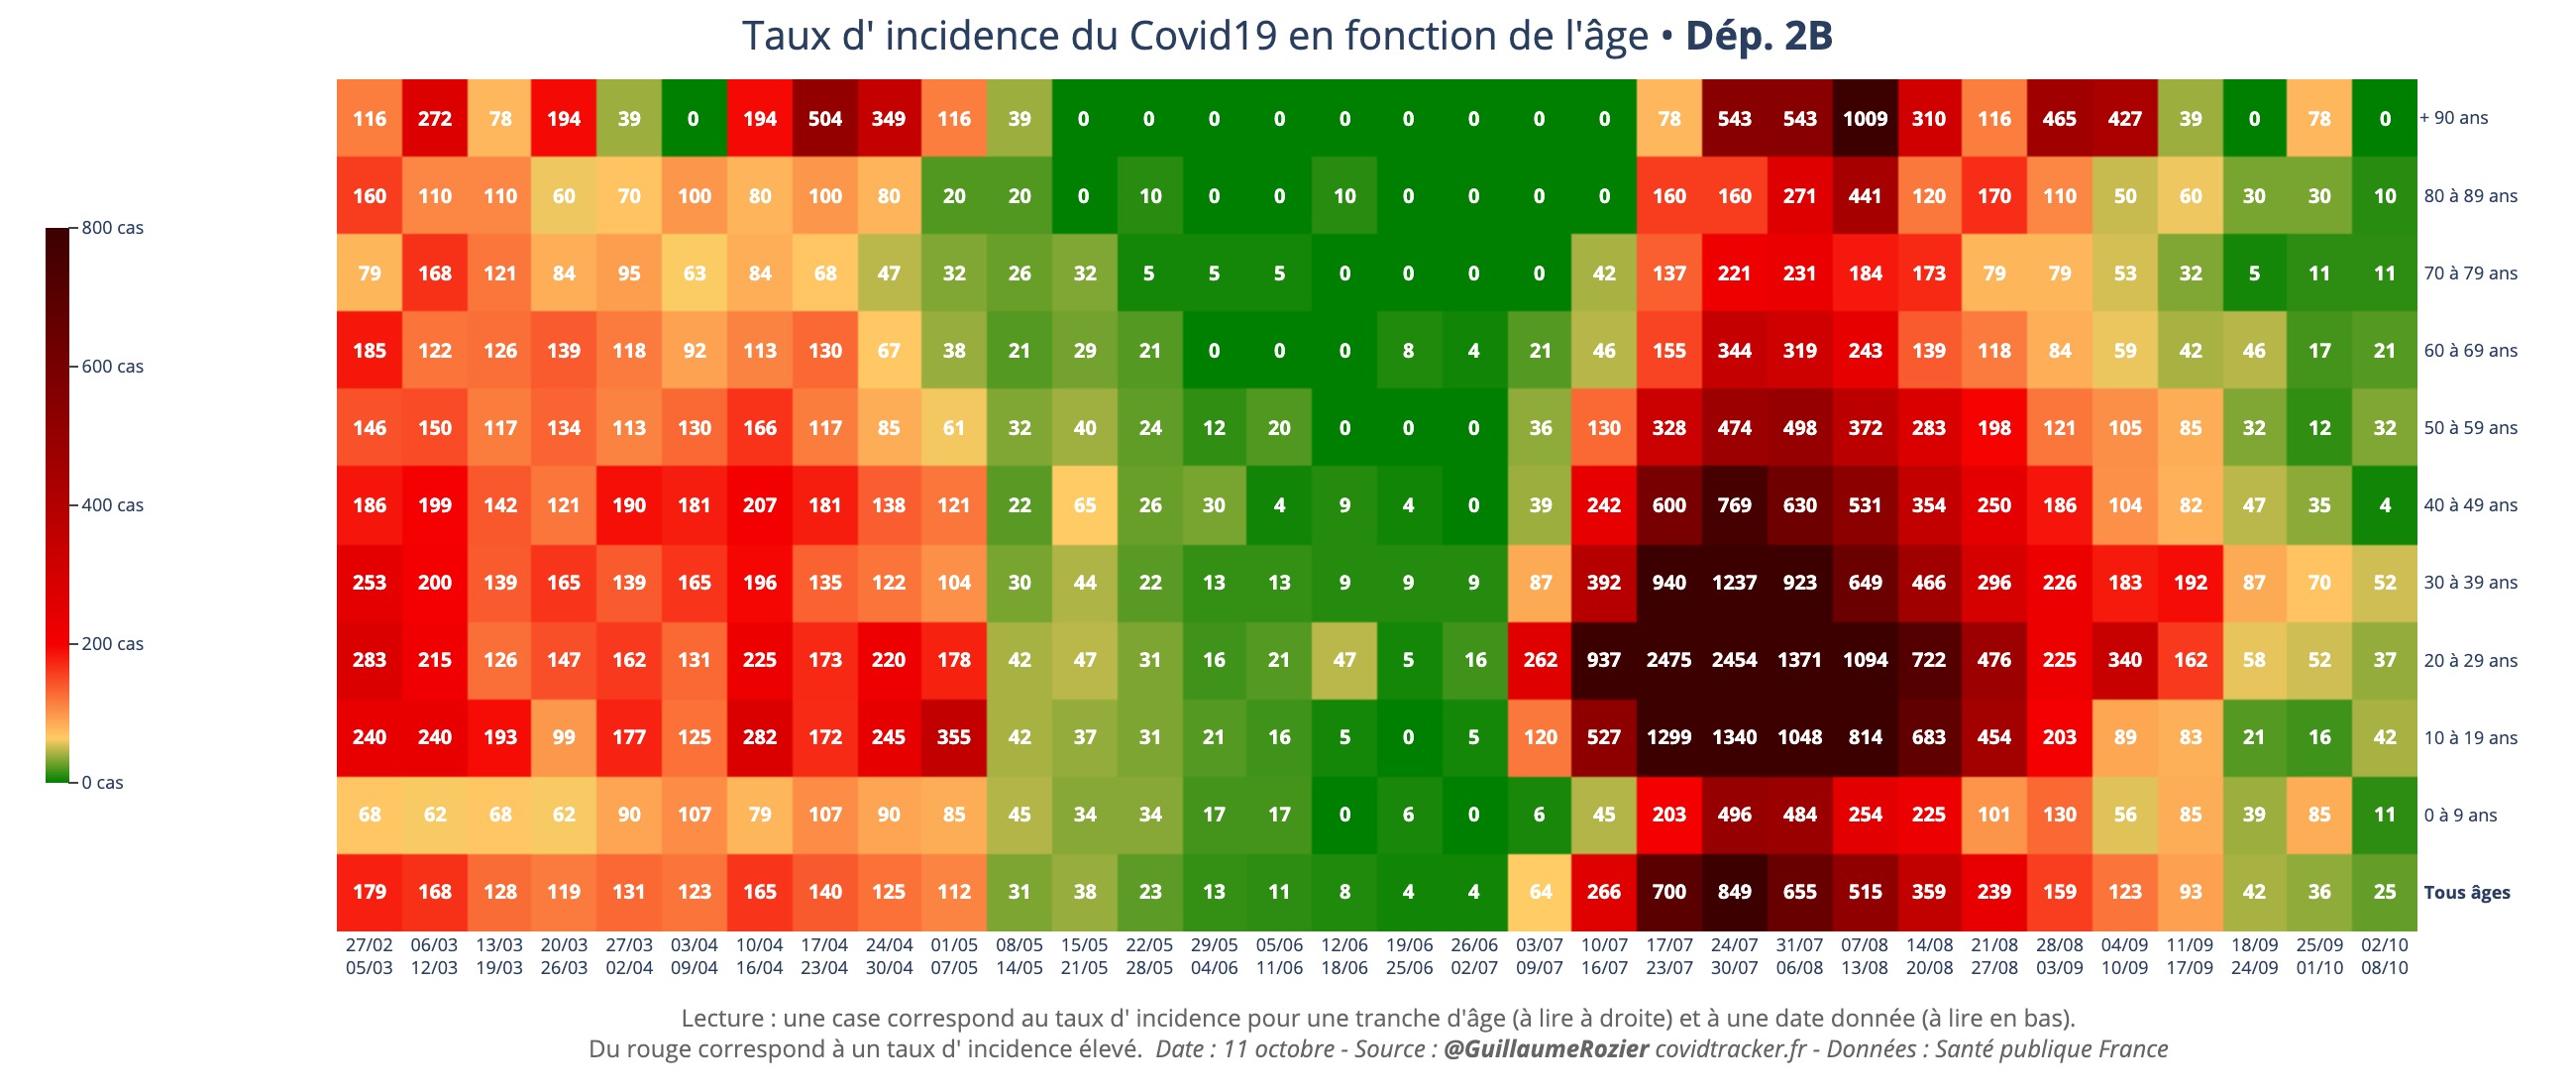 Taux d' incidence du Covid19 en fonction de l'âge • Dép. 2B
116 272 78 194 39 0 194 504 349 116 39 0 0 0 0 0 0 0 0 0 78 543 543 1009 310 116 465 427 39 0 78 0 + 90 ans
160 110 110 60 70 100 80 100 80 20 20 0 10 0 0 10 0 0 0 0 160 160 271 441 120 170 110 50 60 30 30 10 80 à 89 ans
800 cas
79 168 121 84 95 63 84 68 47 32 26 32 5 5 5 0 0 0 0 42 137 221 231 184 173 79 79 53 32 5 11 11 70 à 79 ans
185 122 126 139 118 92 113 130 67 38 21 29 21 0 0 0 8 4 21 46 155 344 319 243 139 118 84 59 42 46 17 21 60 à 69 ans
600 cas
146 150 117 134 113 130 166 117 85 61 32 40 24 12 20 0 0 0 36 130 328 474 498 372 283 198 121 105 85 32 12 32 50 à 59 ans
400 cas
186 199 142 121 190 181 207 181 138 121 22 65 26 30 4 9 4 0 39 242 600 769 630 531 354 250 186 104 82 47 35 4 40 à 49 ans
253 200 139 165 139 165 196 135 122 104 30 44 22 13 13 9 9 9 87 392 940 1237 923 649 466 296 226 183 192 87 70 52 30 à 39 ans
200 cas
283 215 126 147 162 131 225 173 220 178 42 47 31 16 21 47 5 16 262 937 2475 2454 1371 1094 722 476 225 340 162 58 52 37 20 à 29 ans
240 240 193 99 177 125 282 172 245 355 42 37 31 21 16 5 0 5 120 527 1299 1340 1048 814 683 454 203 89 83 21 16 42 10 à 19 ans
0 cas
68 62 68 62 90 107 79 107 90 85 45 34 34 17 17 0 6 0 6 45 203 496 484 254 225 101 130 56 85 39 85 11 0 à 9 ans
179 168 128 119 131 123 165 140 125 112 31 38 23 13 11 8 4 4 64 266 700 849 655 515 359 239 159 123 93 42 36 25 Tous âges
27/02 06/03 13/03 20/03 27/03 03/04 10/04 17/04 24/04 01/05 08/05 15/05 22/05 29/05 05/06 12/06 19/06 26/06 03/07 10/07 17/07 24/07 31/07 07/08 14/08 21/08 28/08 04/09 11/09 18/09 25/09 02/10
05/03 12/03 19/03 26/03 02/04 09/04 16/04 23/04 30/04 07/05 14/05 21/05 28/05 04/06 11/06 18/06 25/06 02/07 09/07 16/07 23/07 30/07 06/08 13/08 20/08 27/08 03/09 10/09 17/09 24/09 01/10 08/10
Lecture : une case correspond au taux d' incidence pour une tranche d'âge (à lire à droite) et à une date donnée (à lire en bas).
Du rouge correspond à un taux d' incidence élevé. Date : 11 octobre - Source : @GuillaumeRozier covidtracker.fr - Données : Santé publique France